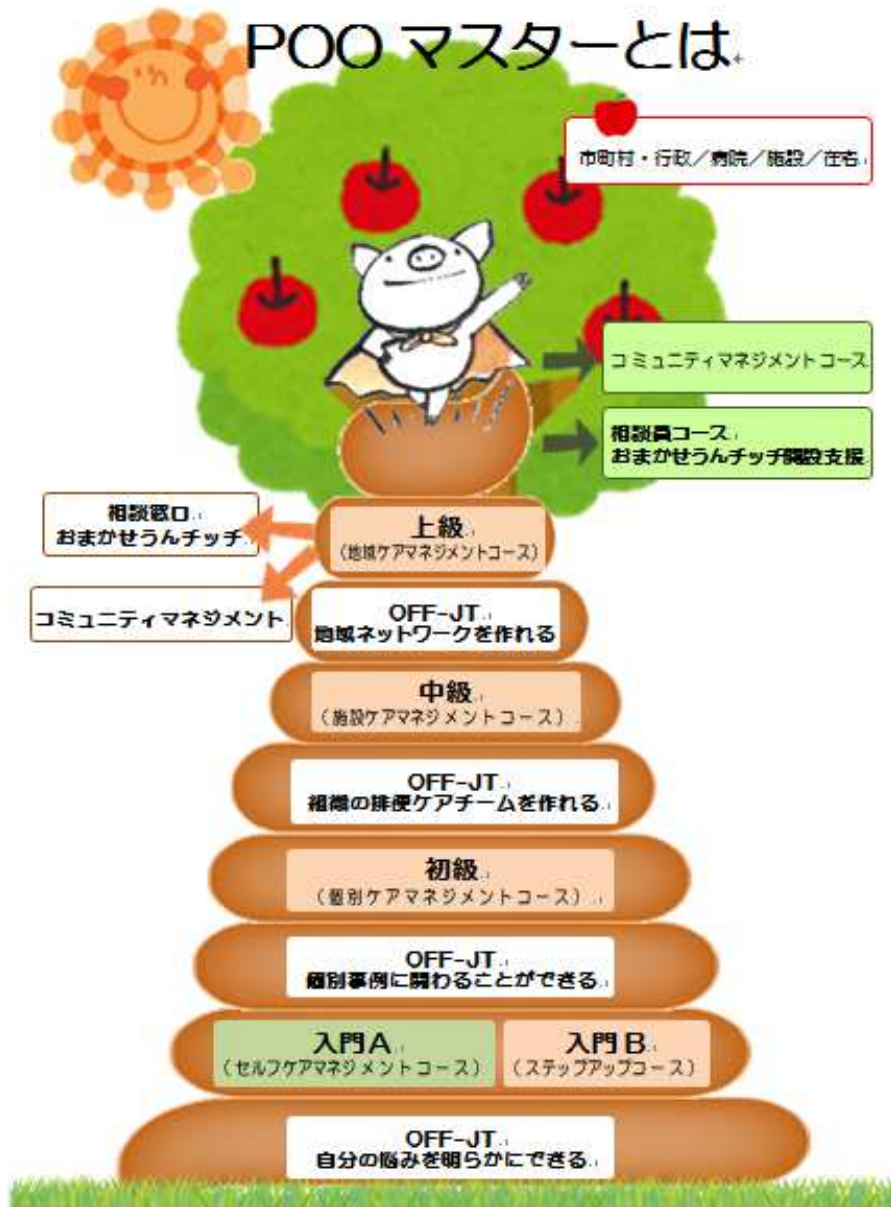 POOマスターとは
市町村・行政/病院/施設/在宅
コミュニティマネジメントコース
相談員コース
おまかせうんチッチ開設支援
相談窓口
おまかせうんチッチ
コミュニティマネジメント
上級
(地域ケアマネジメントコース)
OFF-JT
地域ネットワークを作れる
中級
(施設ケアマネジメントコース)
OFF-JT
組織の排便ケアチームを作れる
初級
(個別ケアマネジメントコース)
OFF-JT
個別事例に関わることができる
入門A
(セルフケアマネジメントコース)
入門B
(ステップアップコース)
OFF-JT
自分の悩みを明らかにできる